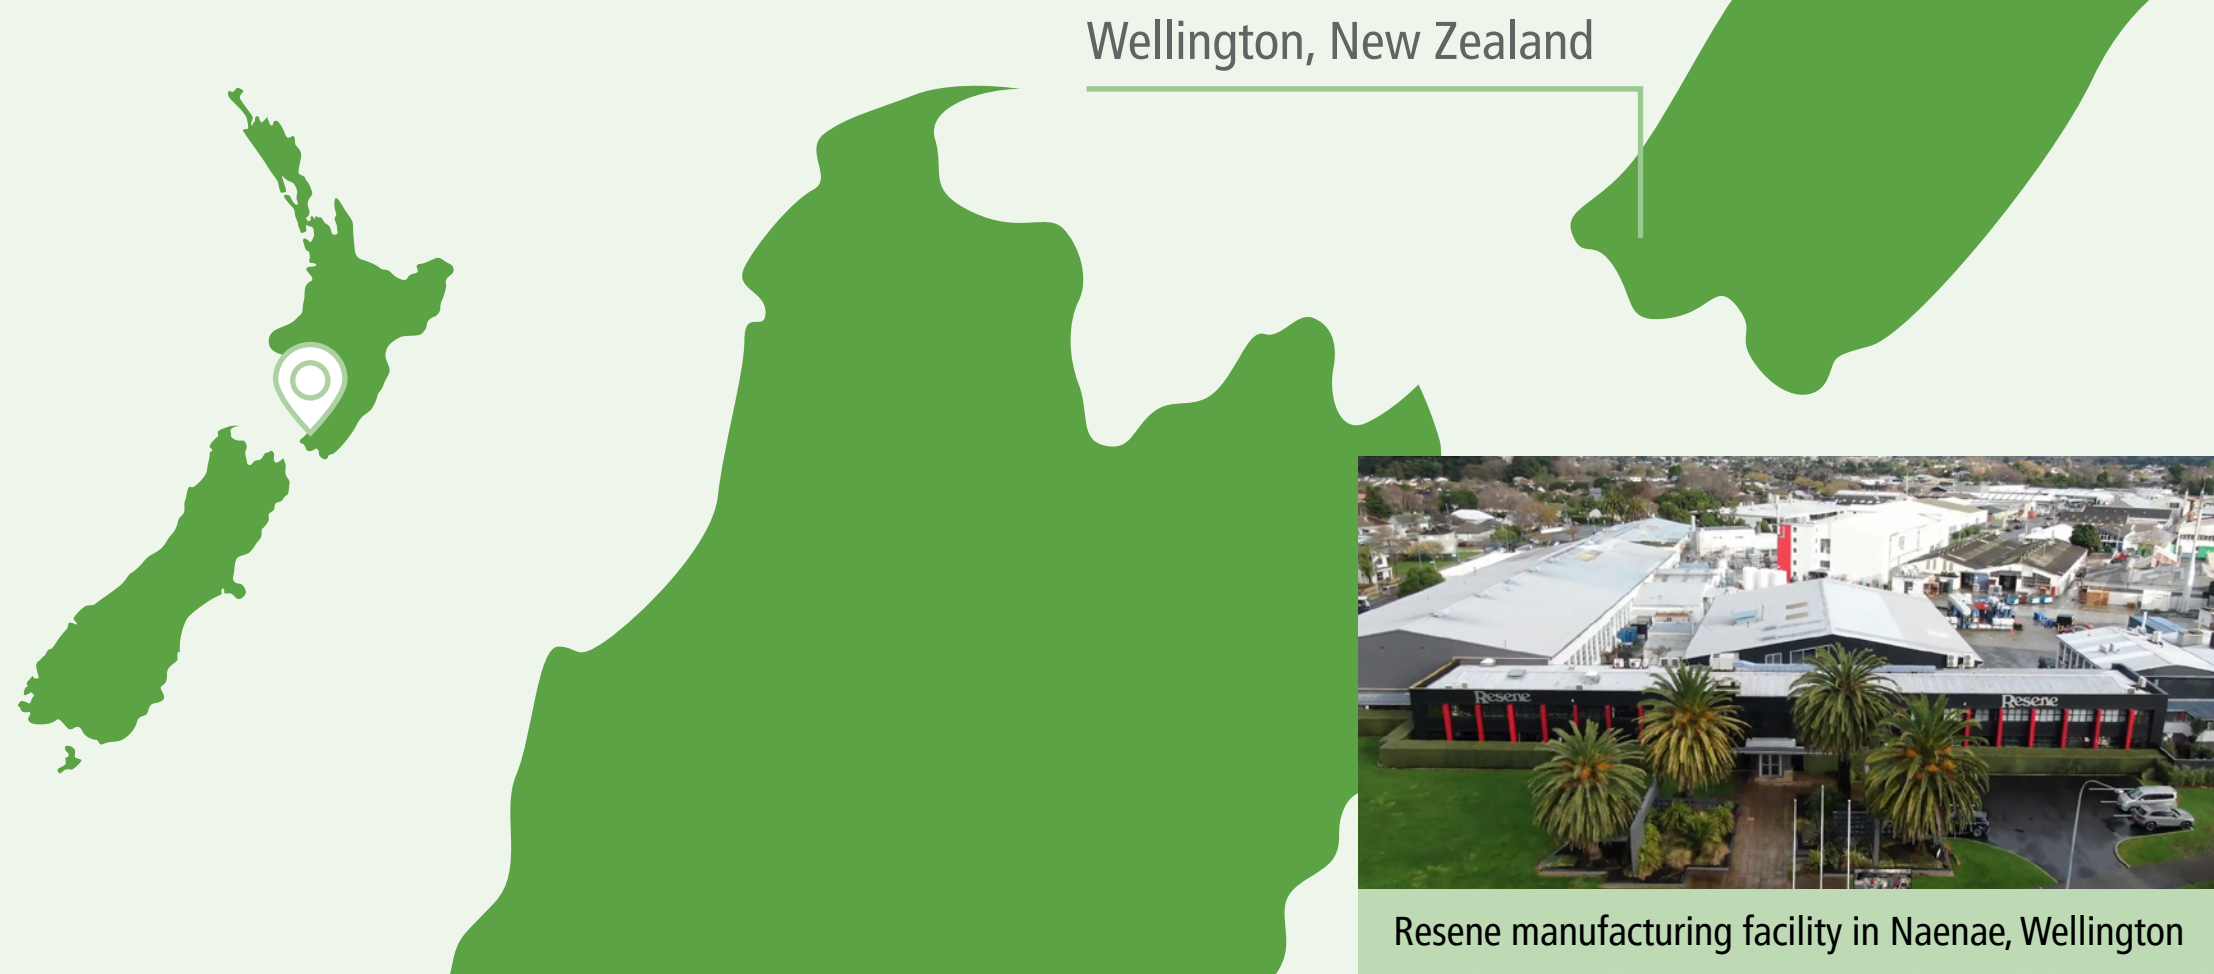 Wellington, New Zealand
Resene
Resene
Resene manufacturing facility in Naenae, Wellington